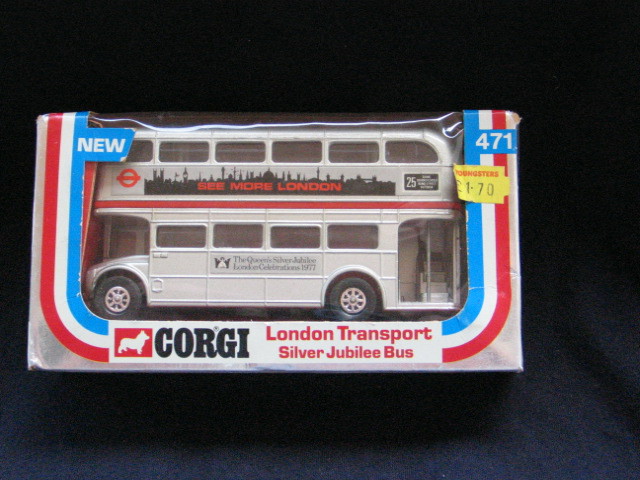 NEW
471
YOUNGSTERS
£1.70
SEE MORE LONDON
25
The Queen's Silver Jubilee
London Celebrations 1977
CORGI
London Transport
Silver Jubilee Bus